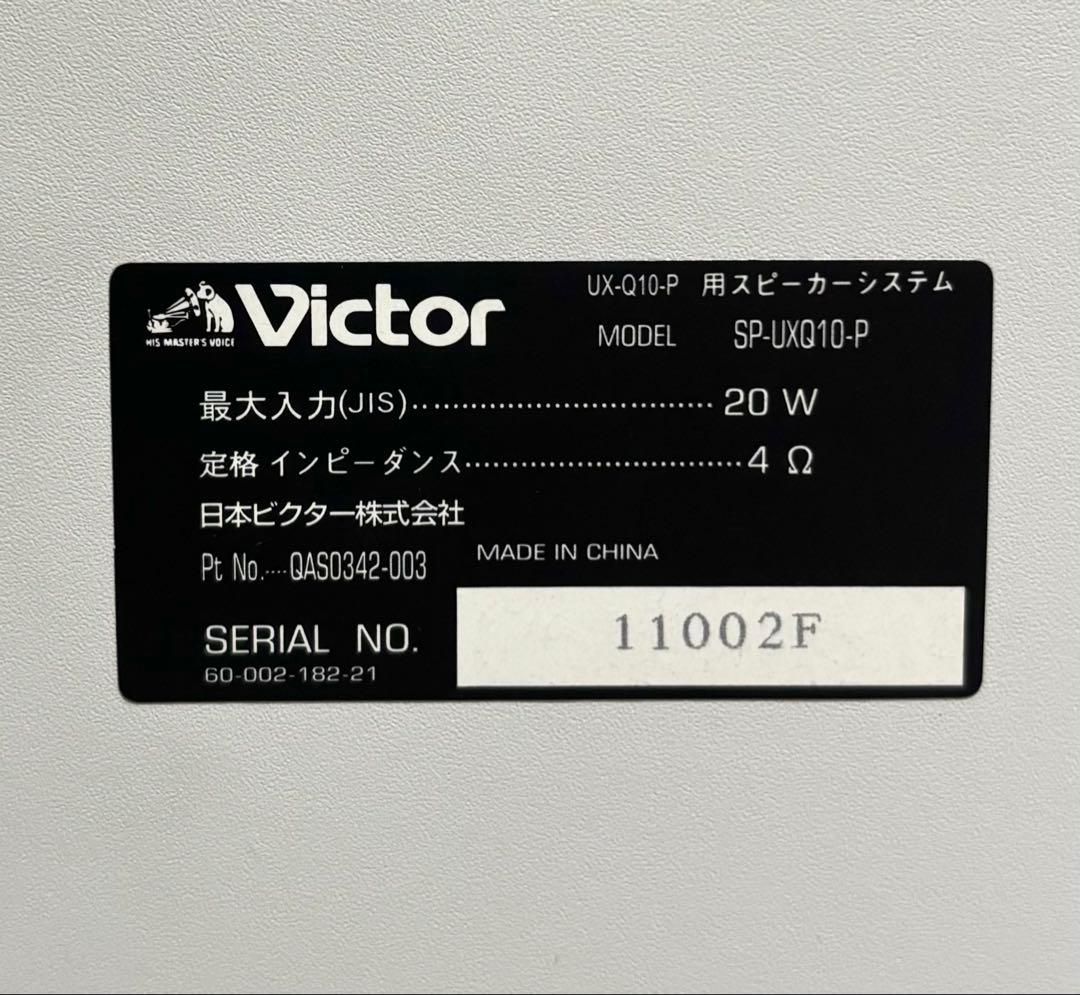 HIS MASTER'S VOICE
Victor
UX-Q10-P 用スピーカーシステム
MODEL SP-UXQ10-P
最大入力(JIS)································ 20 W
定格 インピーダンス······························4 Ω
日本ビクター株式会社
Pt No.····QAS0342-003
MADE IN CHINA
SERIAL NO.
60-002-182-21
11002F